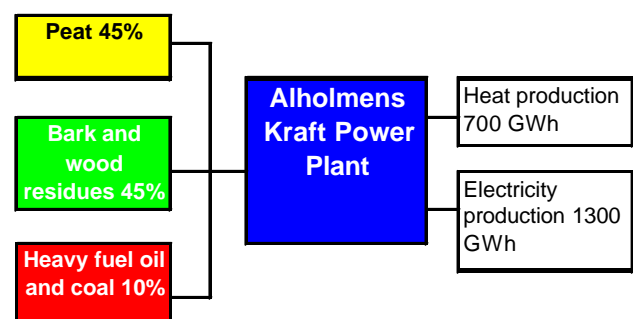 Peat 45%
Bark and
wood
residues 45%
Heavy fuel oil
and coal 10%
Alholmens
Kraft Power
Plant
Heat production
700 GWh
Electricity
production 1300
GWh